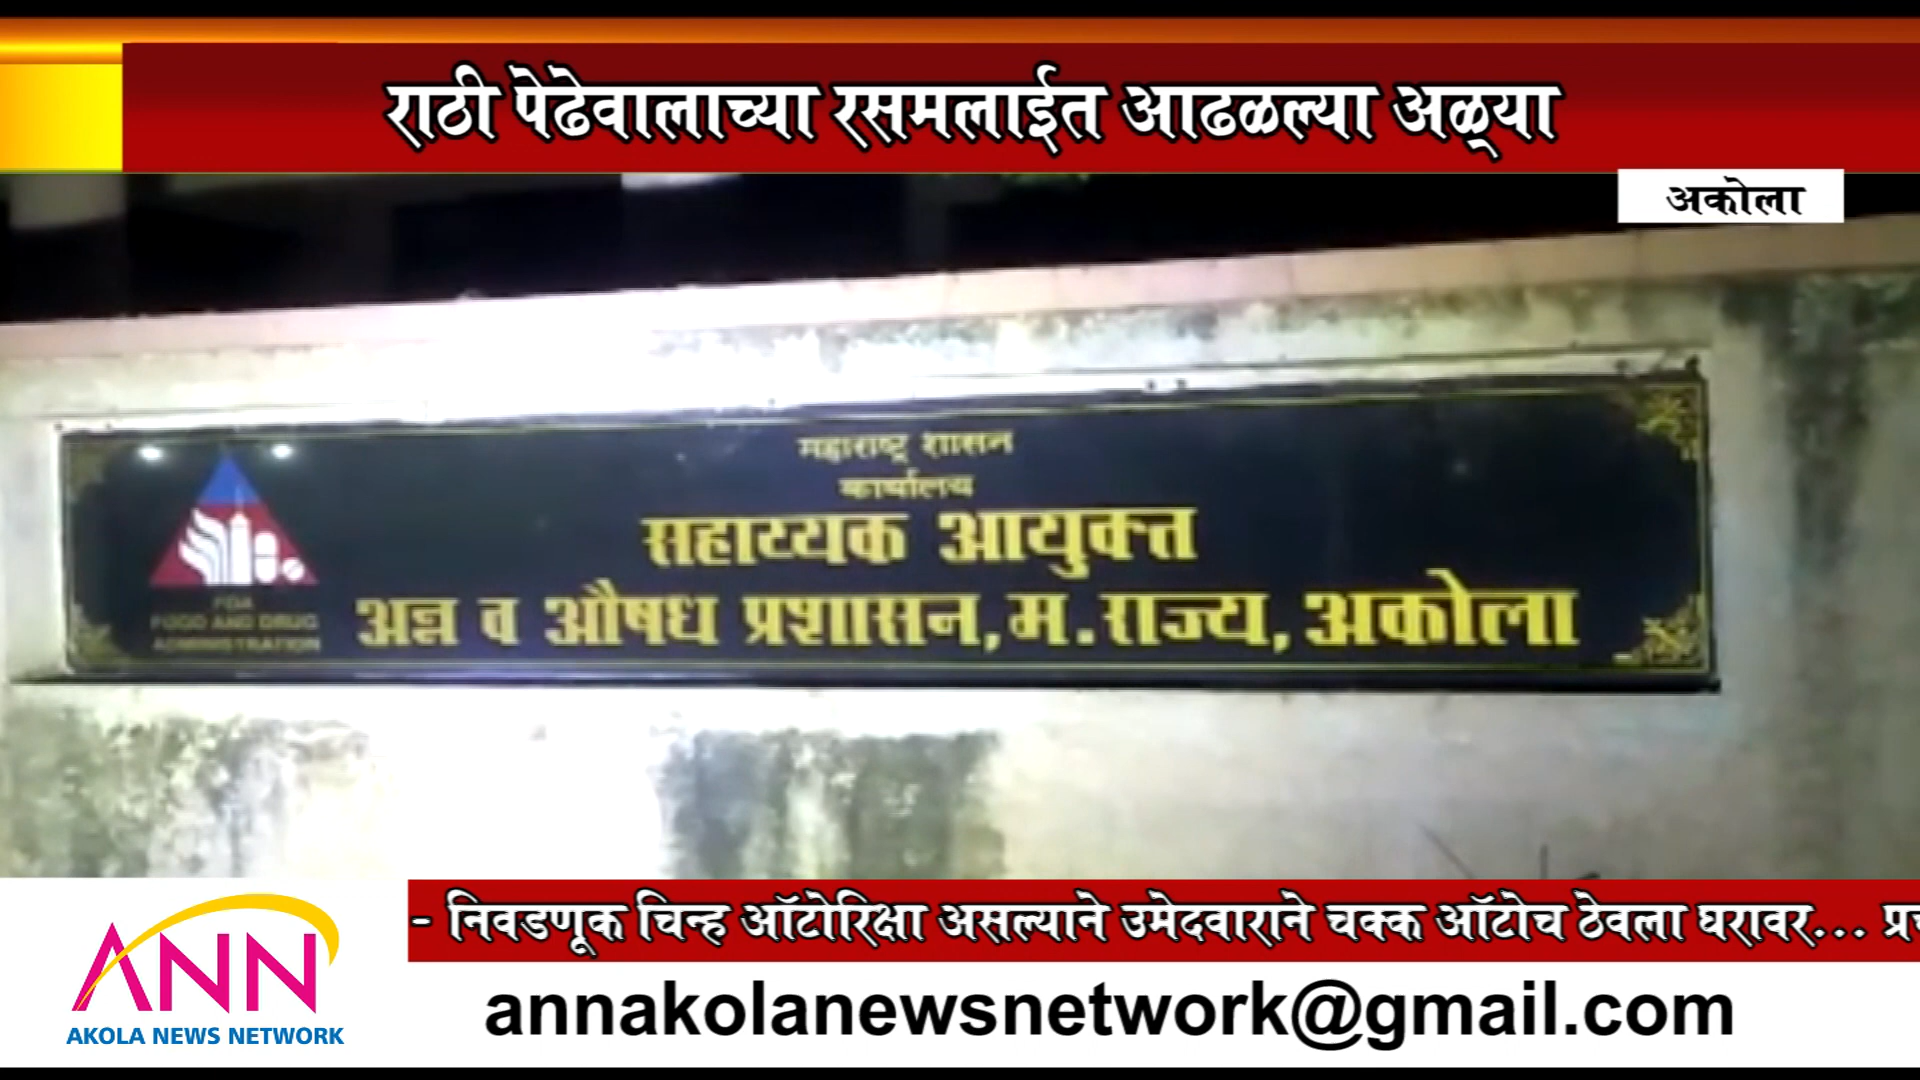 राठी पेढेवालाच्या रसमलाईत आढळल्या अळ्या
अकोला
महाराष्ट्र शासन
कार्यालय
सहाय्यक आयुक्त
अन्न व औषध प्रशासन, म. राज्य, अकोला
FDA
FOOD AND DRUG
ADMINISTRATION
- निवडणूक चिन्ह ऑटोरिक्षा असल्याने उमेदवाराने चक्क ऑटोच ठेवला घरावर...
ANN
AKOLA NEWS NETWORK
annakolanewsnetwork@gmail.com